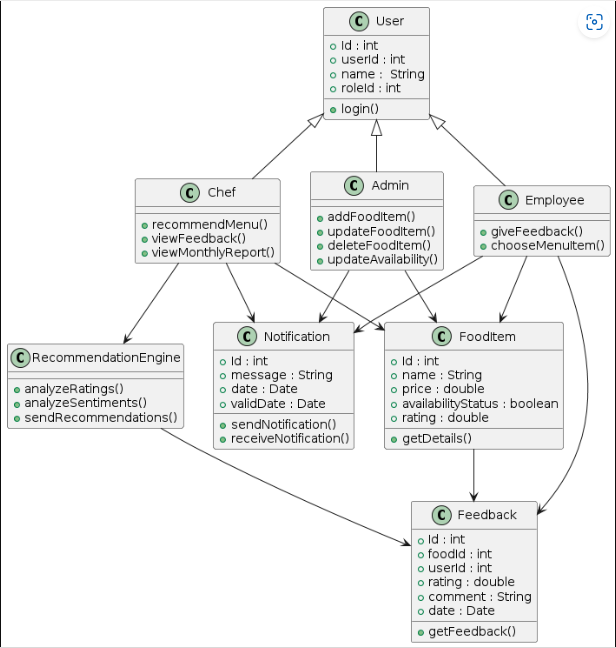 C User
Id : int
userId : int
name : String
roleId : int
login()
C Chef
recommendMenu()
viewFeedback()
viewMonthlyReport()
C Admin
addFoodItem()
updateFoodItem()
deleteFoodItem()
updateAvailability()
C Employee
giveFeedback()
chooseMenuItem()
C RecommendationEngine
analyzeRatings()
analyzeSentiments()
sendRecommendations()
C Notification
Id : int
message : String
date : Date
validDate : Date
sendNotification()
receiveNotification()
C FoodItem
Id : int
name : String
price : double
availabilityStatus : boolean
rating : double
getDetails()
C Feedback
Id : int
foodId : int
userId : int
rating : double
comment : String
date : Date
getFeedback()